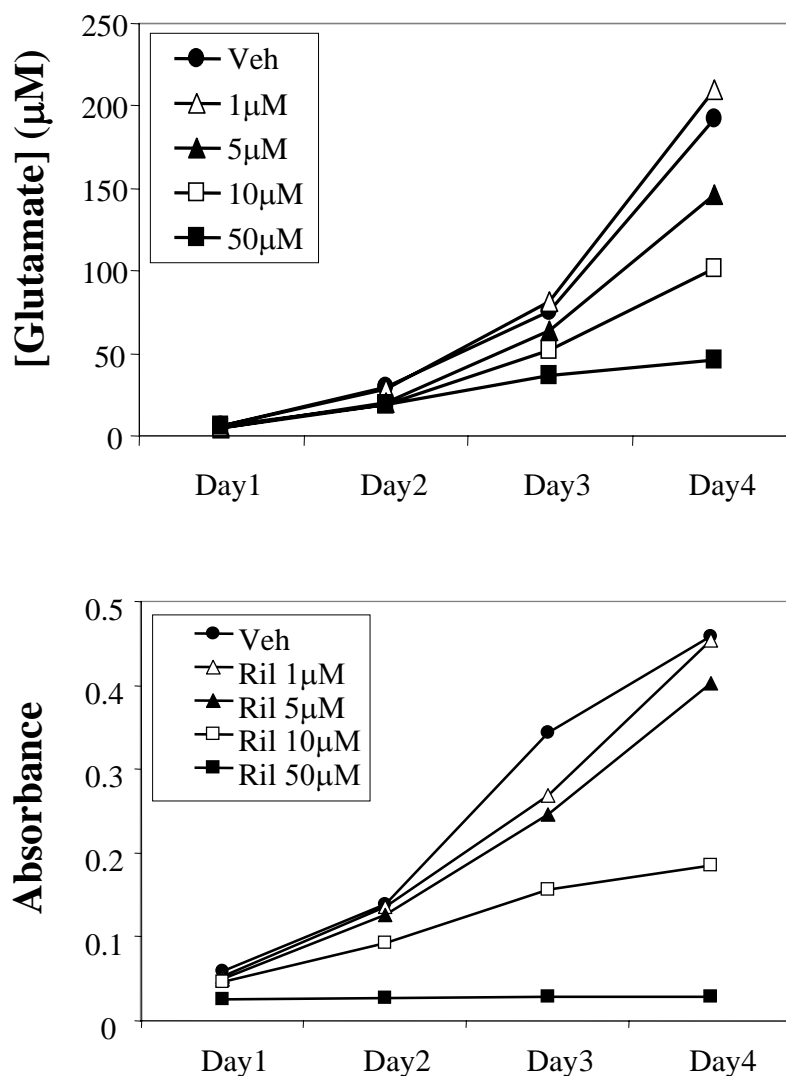 [Glutamate] (μM)
250
200
150
100
50
0
Veh
1μM
5μM
10μM
50μM
Day1 Day2 Day3 Day4
Absorbance
0.5
0.4
0.3
0.2
0.1
0
Veh
Ril 1μM
Ril 5μM
Ril 10μM
Ril 50μM
Day1 Day2 Day3 Day4